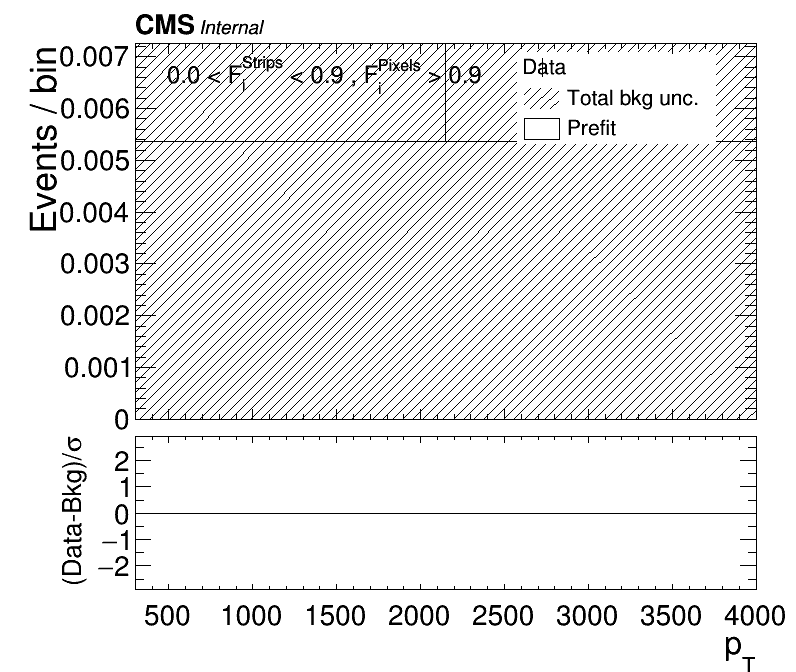 CMS Internal
Events / bin
0.007
0.006
0.005
0.004
0.003
0.002
0.001
0
0.0 < F_i^Strips < 0.9 , F_i^Pixels > 0.9
Data
Total bkg unc.
Prefit
(Data-Bkg)/σ
2
1
0
−1
−2
500 1000 1500 2000 2500 3000 3500 4000
p_T